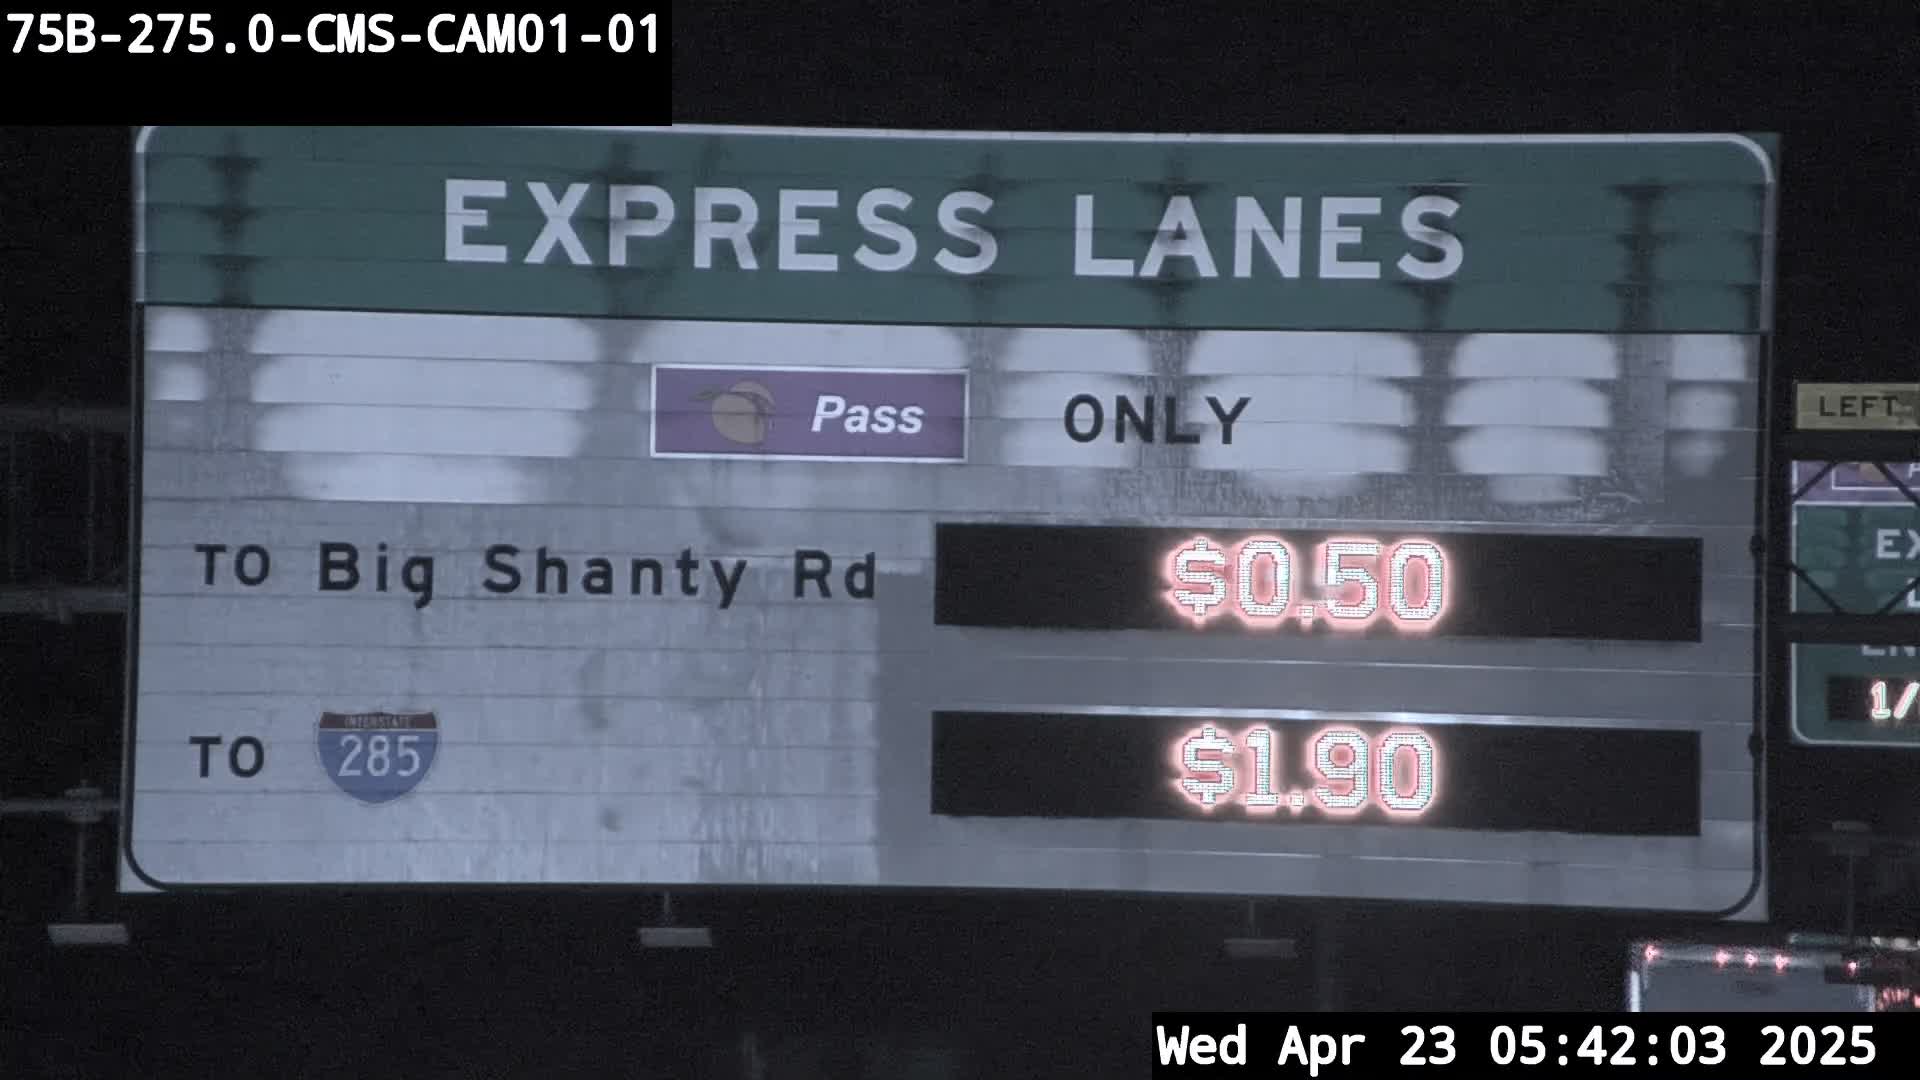 75B-275.0-CMS-CAM01-01
EXPRESS LANES
Pass ONLY
LEFT
TO Big Shanty Rd $0.50
TO INTERSTATE 285 $1.90
1/
Wed Apr 23 05:42:03 2025